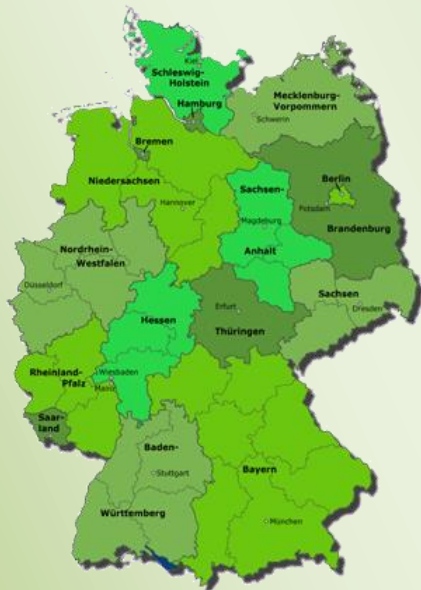 Kiel
Schleswig-
Holstein
Hamburg
Mecklenburg-
Vorpommern
Schwerin
Bremen
Niedersachsen
Hannover
Sachsen-
Magdeburg
Anhalt
Berlin
Potsdam
Brandenburg
Nordrhein-
Westfalen
Düsseldorf
Hessen
Wiesbaden
Erfurt
Thüringen
Sachsen
Dresden
Rheinland-
Pfalz
Mainz
Saar-
land
Baden-
Stuttgart
Württemberg
Bayern
München